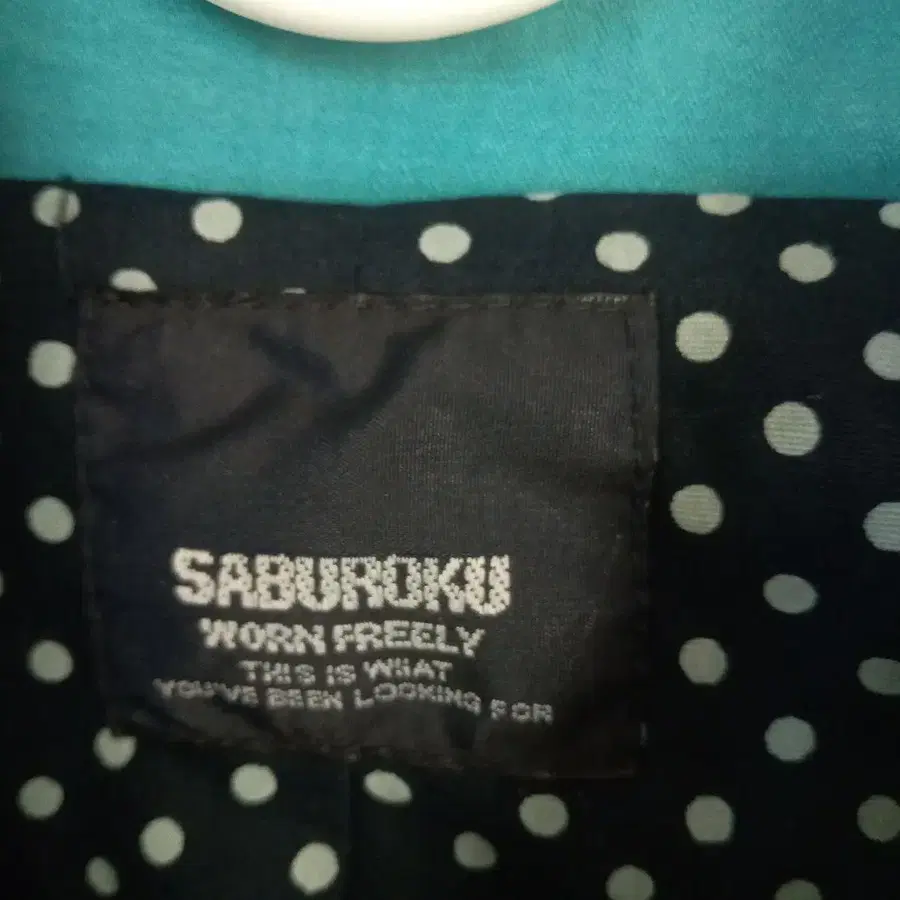 SABUROKU
WORN FREELY
THIS IS WHAT
YOU'VE BEEN LOOKING FOR